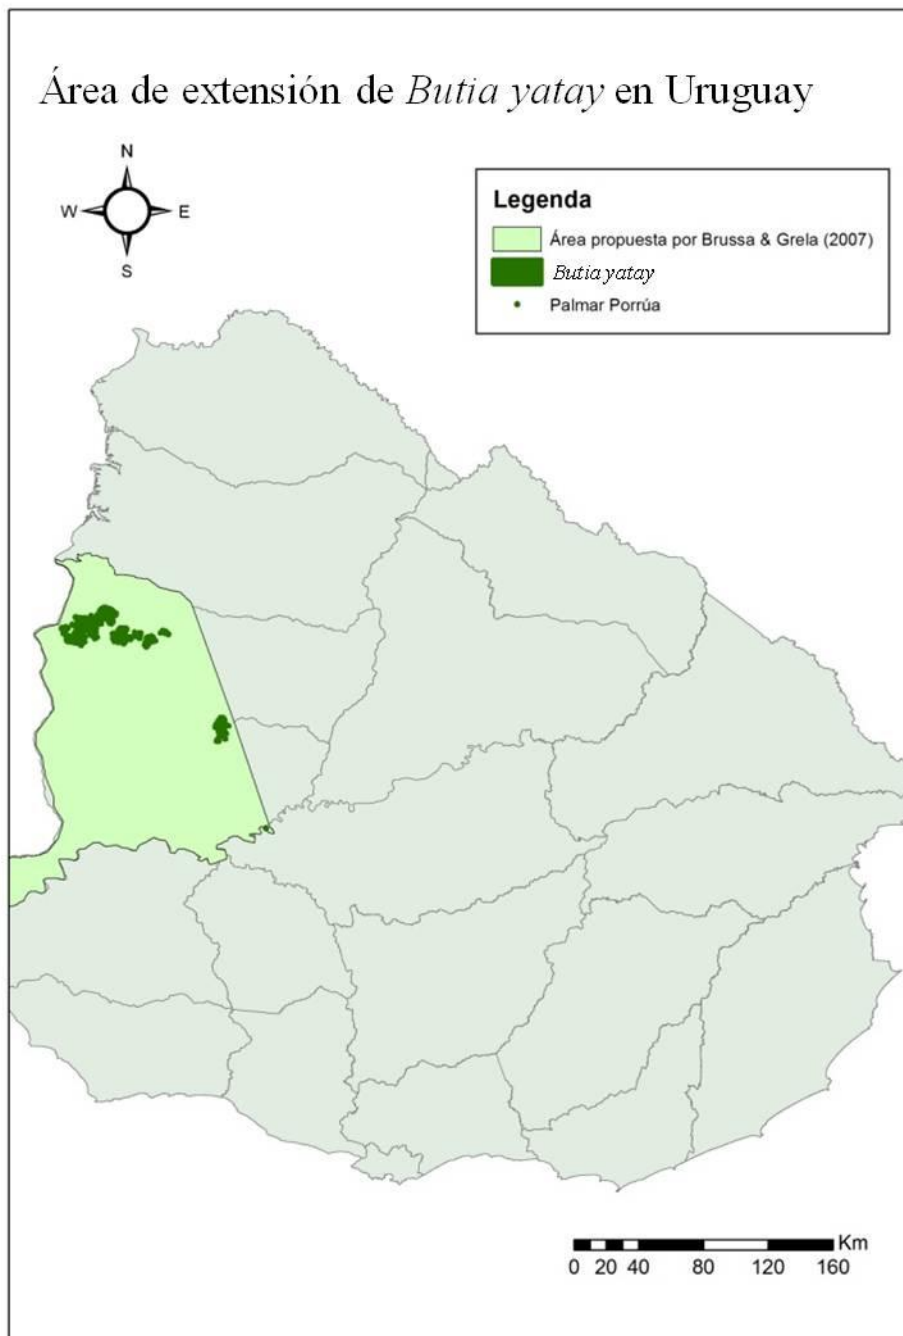 Área de extensión de Butia yatay en Uruguay
N
W E
S
Legenda
Área propuesta por Brussa & Grela (2007)
Butia yatay
Palmar Porrúa
Km
0 20 40 80 120 160